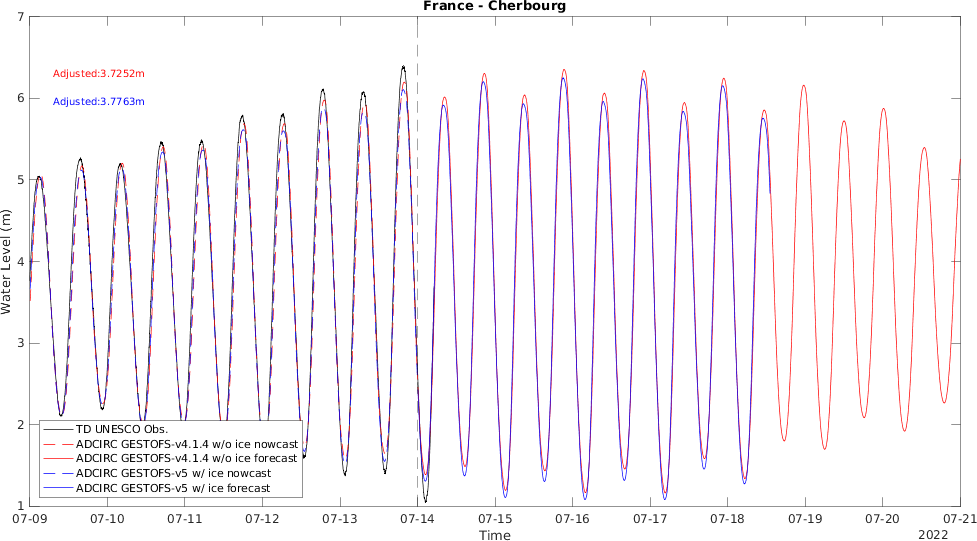 France - Cherbourg
7
6
5
4
3
2
1
Water Level (m)
Adjusted:3.7252m
Adjusted:3.7763m
TD UNESCO Obs.
ADCIRC GESTOFS-v4.1.4 w/o ice nowcast
ADCIRC GESTOFS-v4.1.4 w/o ice forecast
ADCIRC GESTOFS-v5 w/ ice nowcast
ADCIRC GESTOFS-v5 w/ ice forecast
07-09 07-10 07-11 07-12 07-13 07-14 07-15 07-16 07-17 07-18 07-19 07-20 07-21
Time
2022